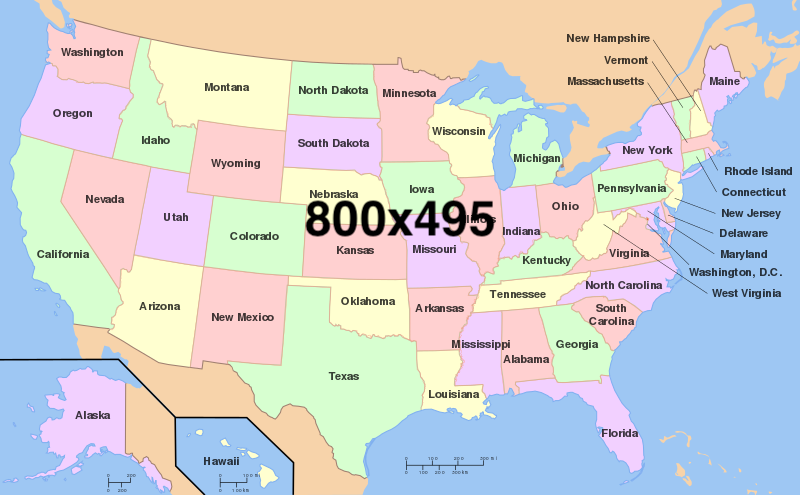 New Hampshire
Vermont
Massachusetts
Washington
Montana
North Dakota
Minnesota
Maine
Oregon
Idaho
South Dakota
Wisconsin
Michigan
New York
Wyoming
Rhode Island
Connecticut
Nevada
Utah
Nebraska
Iowa
Pennsylvania
New Jersey
800x495
Illinois
Indiana
Ohio
Delaware
California
Colorado
Kansas
Missouri
Kentucky
Virginia
Maryland
Washington, D.C.
West Virginia
Arizona
New Mexico
Oklahoma
Arkansas
Tennessee
North Carolina
South
Carolina
Texas
Mississippi
Alabama
Georgia
Louisiana
Florida
Alaska
Hawaii
0 100 200 300 mi
0 100 200 300 km
0 200
0 200
0 100 mi
0 100 km